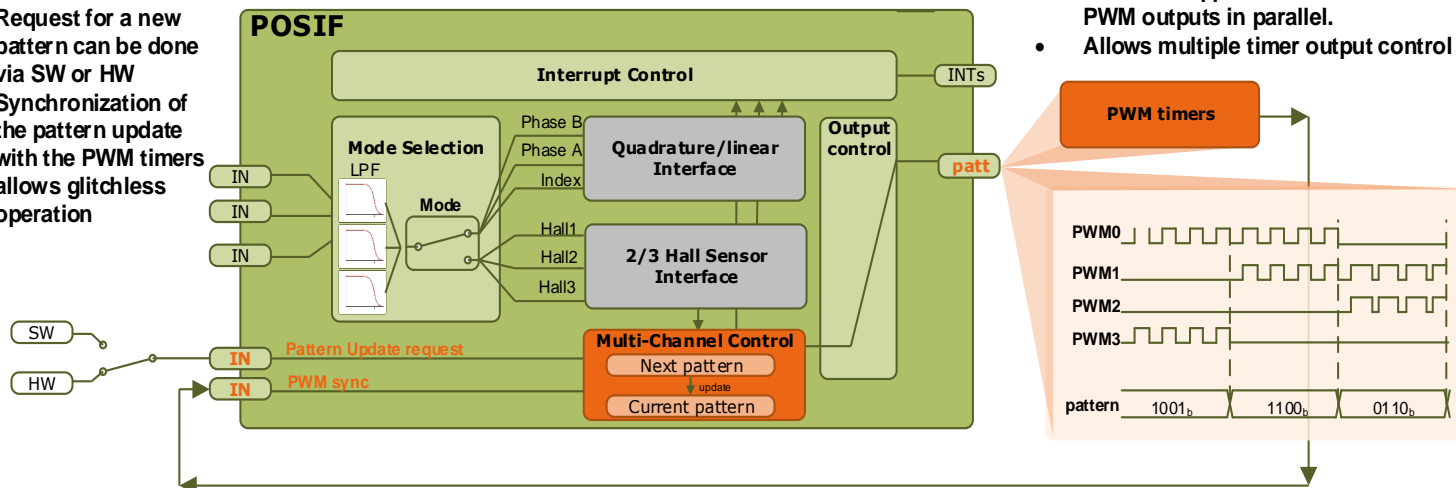 Request for a new
pattern can be done
via SW or HW
Synchronization of
the pattern update
with the PWM timers
allows glitchless
operation
POSIF
Interrupt Control
INTs
Mode Selection
LPF
Mode
Phase B
Phase A
Index
Hall1
Hall2
Hall3
Quadrature/linear
Interface
2/3 Hall Sensor
Interface
Output
control
patt
IN
IN
IN
SW
HW
IN
IN
Pattern Update request
PWM sync
Multi-Channel Control
Next pattern
update
Current pattern
PWM outputs in parallel.
• Allows multiple timer output control
PWM timers
PWM0
PWM1
PWM2
PWM3
pattern
1001b
1100b
0110b